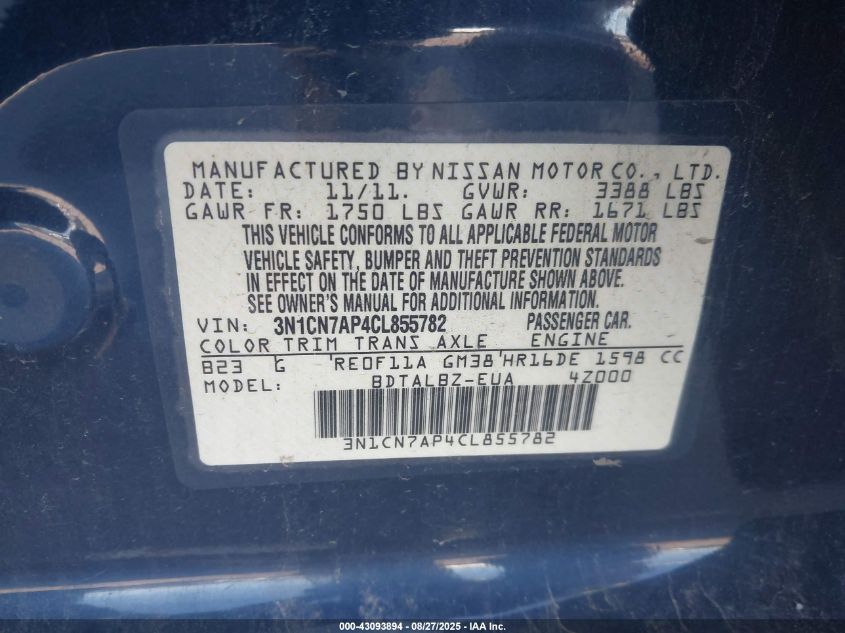 MANUFACTURED BY NISSAN MOTOR CO., LTD.
DATE: 11/11. GVWR: 3388 LBS
GAWR FR: 1750 LBS GAWR RR: 1671 LBS
THIS VEHICLE CONFORMS TO ALL APPLICABLE FEDERAL MOTOR
VEHICLE SAFETY, BUMPER AND THEFT PREVENTION STANDARDS
IN EFFECT ON THE DATE OF MANUFACTURE SHOWN ABOVE.
SEE OWNER'S MANUAL FOR ADDITIONAL INFORMATION.
VIN: 3N1CN7AP4CL855782 PASSENGER CAR.
COLOR TRIM TRANS AXLE ENGINE
B23 G RE0F11A GM38 HR16DE 1598 CC
MODEL: BDTALBZ-EUA 4Z000
3N1CN7AP4CL855782
000-43093894 - 08/27/2025 - IAA Inc.